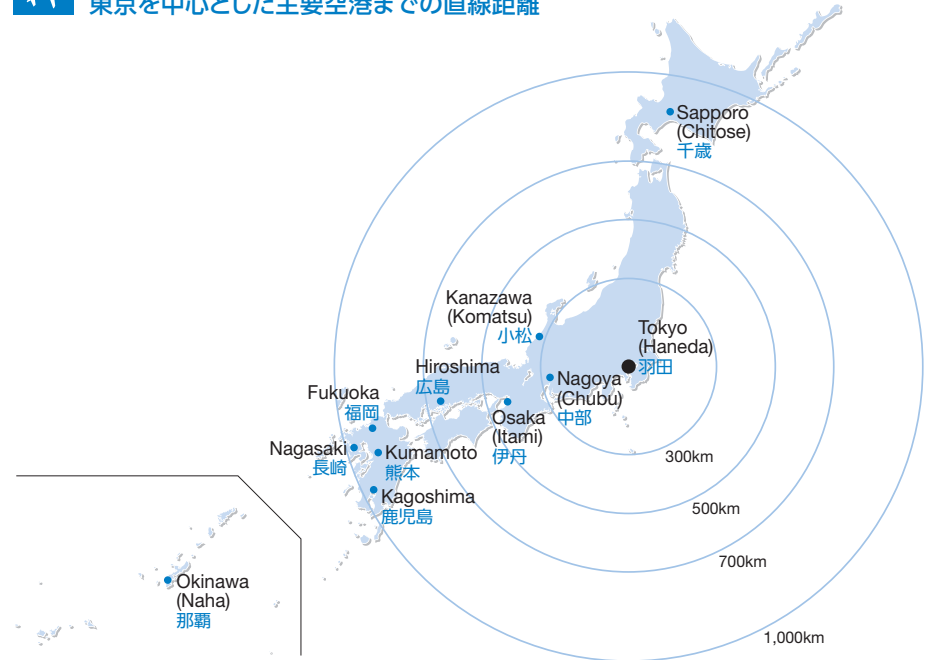 東京を中心とした主要空港までの直線距離
Sapporo
(Chitose)
千歳
Kanazawa
(Komatsu)
小松
Tokyo
(Haneda)
羽田
Hiroshima
広島
Nagoya
(Chubu)
中部
Fukuoka
福岡
Osaka
(Itami)
伊丹
Nagasaki
長崎
Kumamoto
熊本
Kagoshima
鹿児島
300km
500km
700km
1,000km
Okinawa
(Naha)
那覇